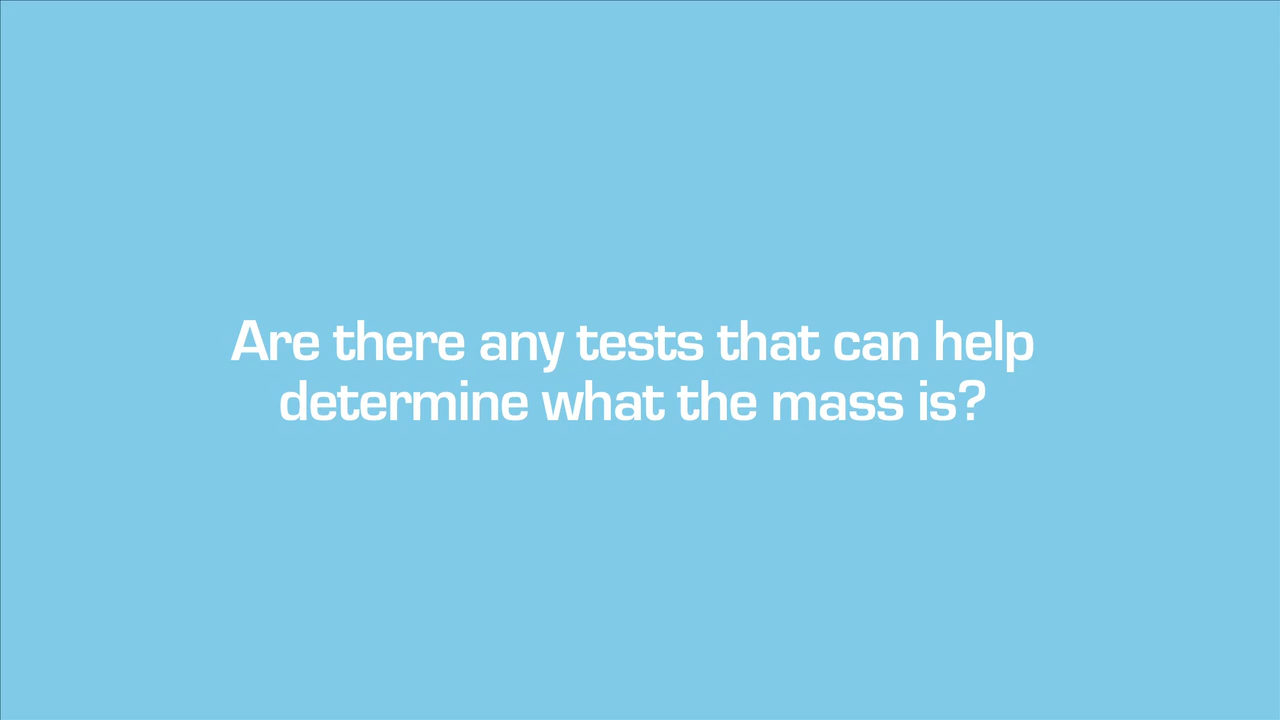 Are there any tests that can help
determine what the mass is?